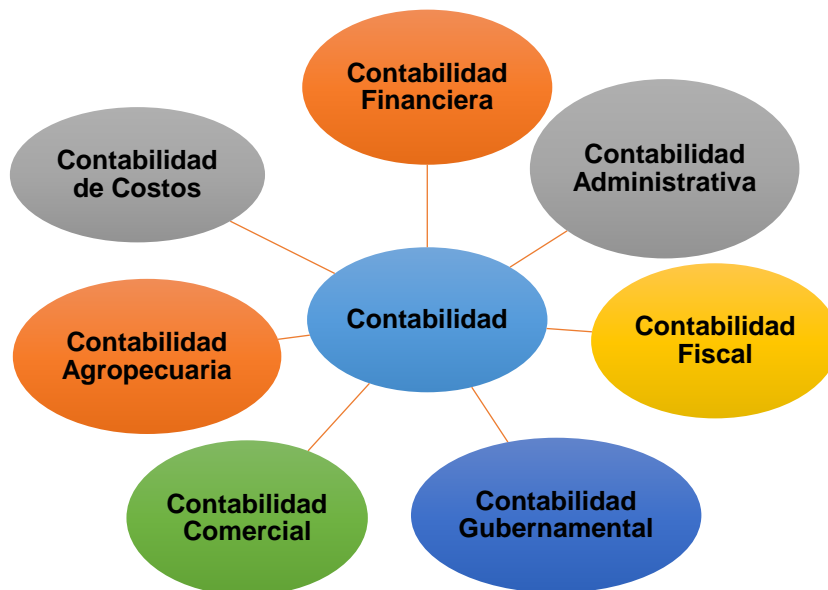 Contabilidad
Financiera
Contabilidad
Administrativa
Contabilidad
de Costos
Contabilidad
Contabilidad
Fiscal
Contabilidad
Agropecuaria
Contabilidad
Comercial
Contabilidad
Gubernamental